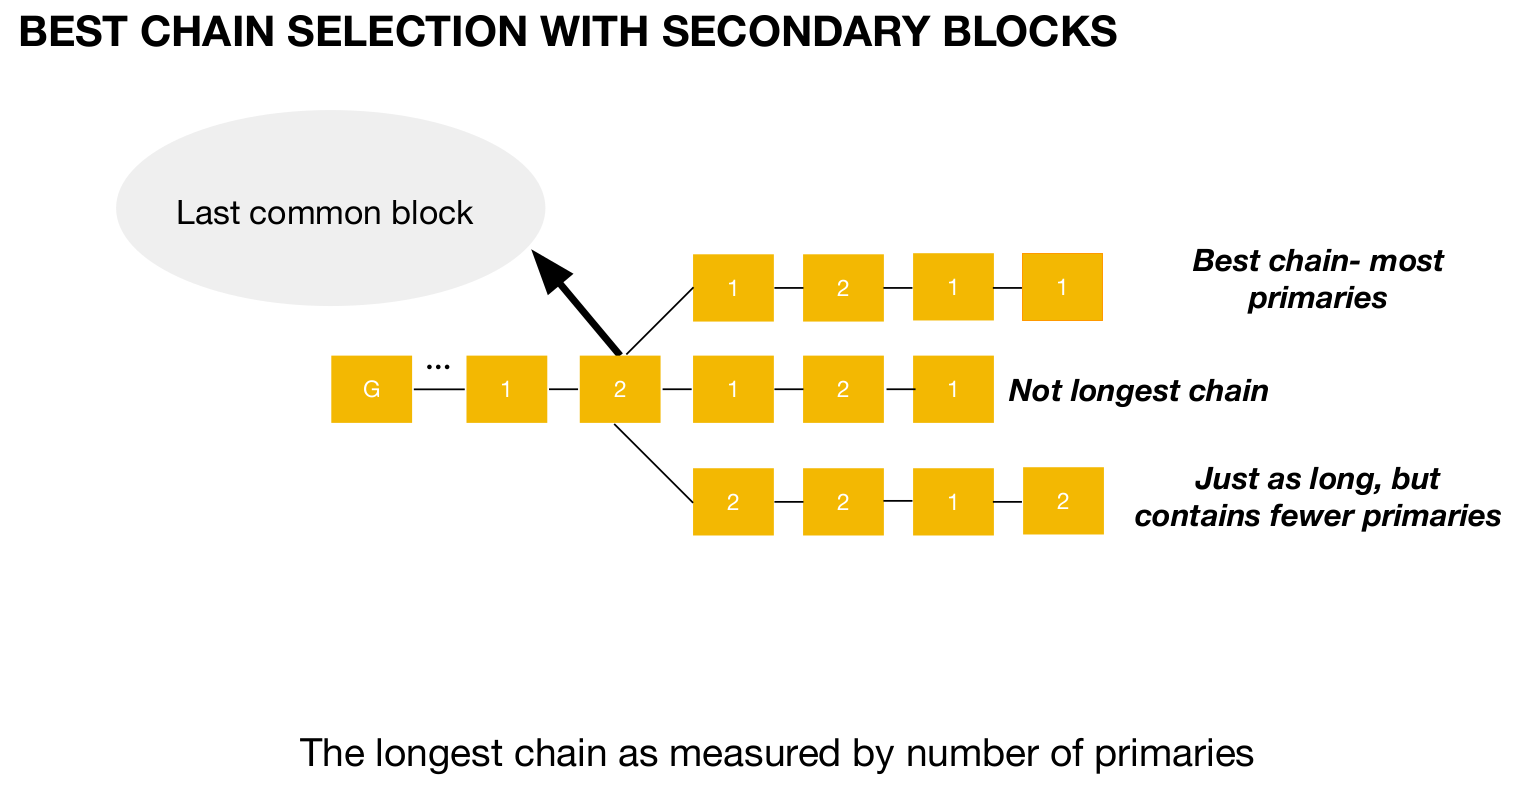 BEST CHAIN SELECTION WITH SECONDARY BLOCKS
Last common block
1 2 1 1
Best chain- most
primaries
...
G 1 2 1 2 1
Not longest chain
2 2 1 2
Just as long, but
contains fewer primaries
The longest chain as measured by number of primaries